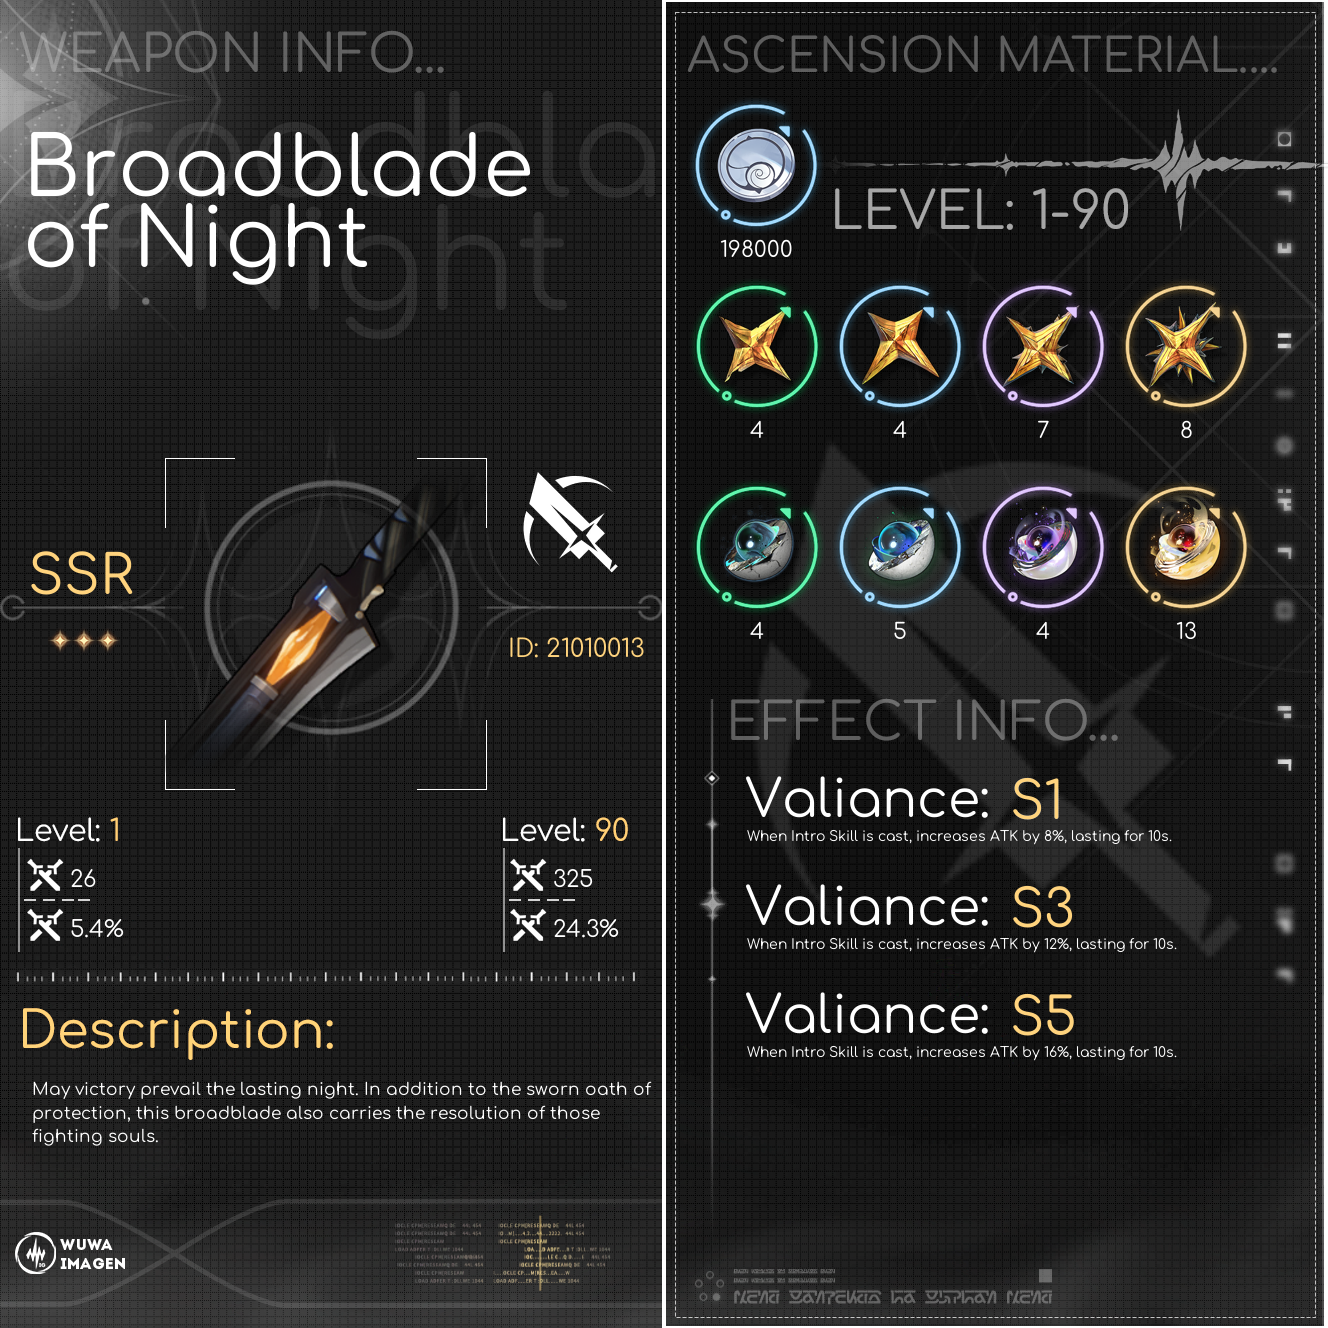 WEAPON INFO...
Broadblade
of Night
SSR
ID: 21010013
Level: 1
26
5.4%
Level: 90
325
24.3%
Description:
May victory prevail the lasting night. In addition to the sworn oath of
protection, this broadblade also carries the resolution of those
fighting souls.
WUWA
IMAGEN
ASCENSION MATERIAL....
198000
LEVEL: 1-90
4 4 7 8
4 5 4 13
EFFECT INFO...
Valiance: S1
When Intro Skill is cast, increases ATK by 8%, lasting for 10s.
Valiance: S3
When Intro Skill is cast, increases ATK by 12%, lasting for 10s.
Valiance: S5
When Intro Skill is cast, increases ATK by 16%, lasting for 10s.